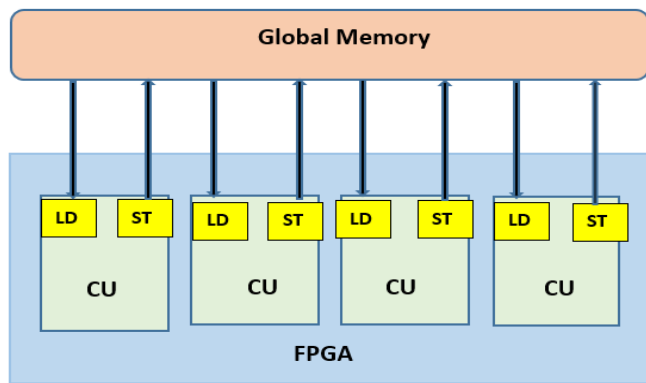 Global Memory
LD ST LD ST LD ST LD ST
CU CU CU CU
FPGA